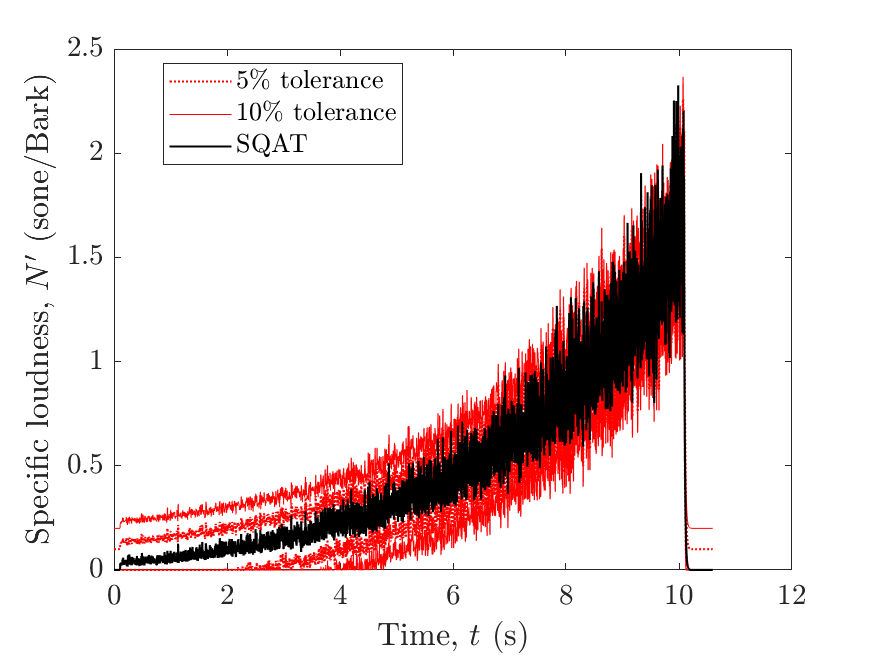 5% tolerance
10% tolerance
SQAT
Specific loudness, N′ (sone/Bark)
2.5
2
1.5
1
0.5
0
0 2 4 6 8 10 12
Time, t (s)